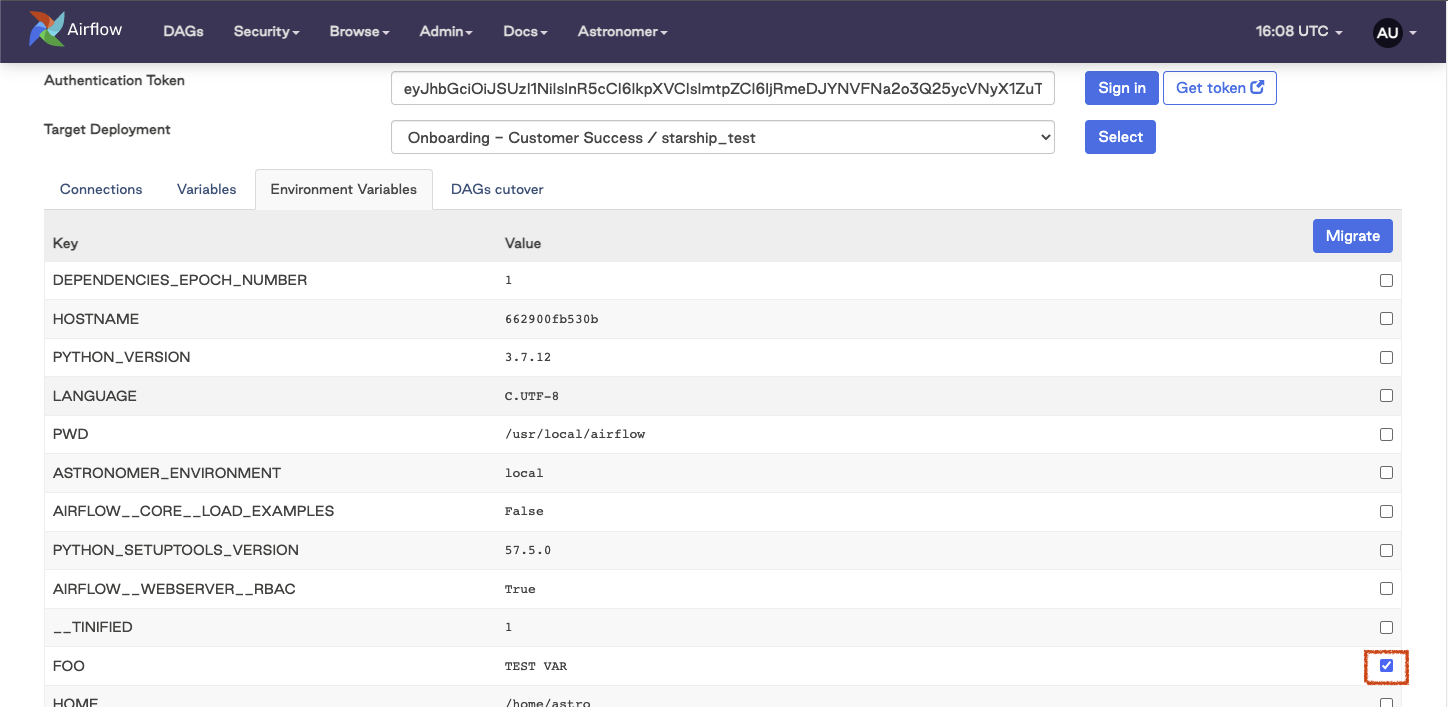 Airflow DAGs Security Browse Admin Docs Astronomer 16:08 UTC AU
Authentication Token Sign in Get token
Target Deployment Onboarding – Customer Success / starship_test Select
Connections Variables Environment Variables DAGs cutover
Key Value Migrate
DEPENDENCIES_EPOCH_NUMBER 1
HOSTNAME 662900fb530b
PYTHON_VERSION 3.7.12
LANGUAGE C.UTF-8
PWD /usr/local/airflow
ASTRONOMER_ENVIRONMENT local
AIRFLOW__CORE__LOAD_EXAMPLES False
PYTHON_SETUPTOOLS_VERSION 57.5.0
AIRFLOW__WEBSERVER__RBAC True
__TINIFIED 1
FOO TEST VAR
HOME /home/astro